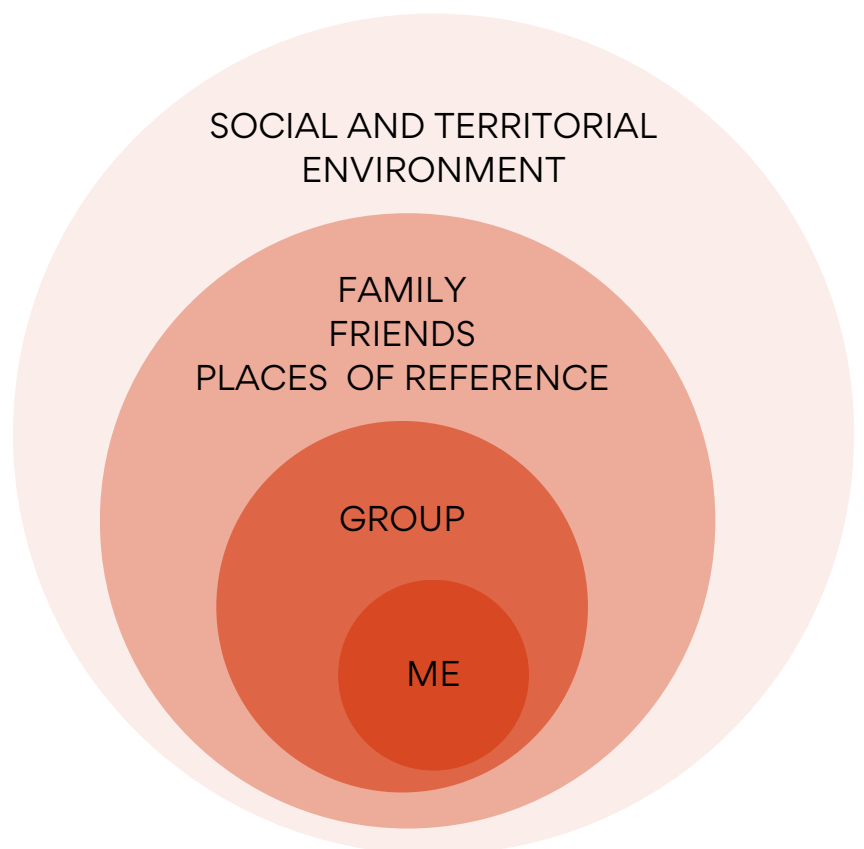 SOCIAL AND TERRITORIAL
ENVIRONMENT
FAMILY
FRIENDS
PLACES  OF REFERENCE
GROUP
ME